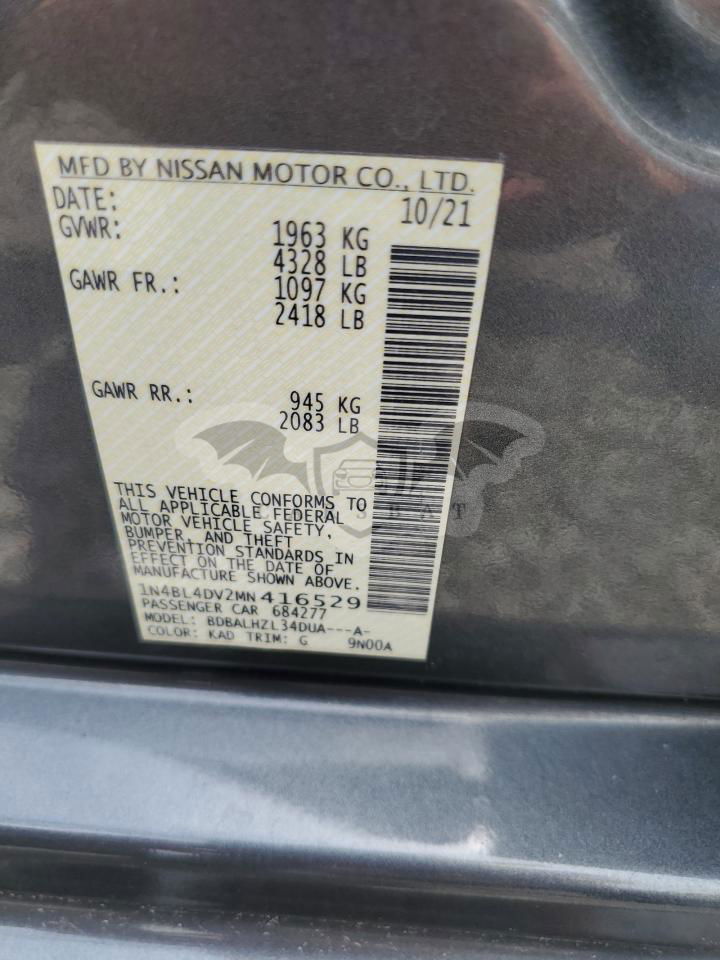 MFD BY NISSAN MOTOR CO., LTD.
DATE: 10/21
GVWR: 1963 KG
4328 LB
GAWR FR.: 1097 KG
2418 LB
GAWR RR.: 945 KG
2083 LB
THIS VEHICLE CONFORMS TO
ALL APPLICABLE FEDERAL
MOTOR VEHICLE SAFETY,
BUMPER, AND THEFT
PREVENTION STANDARDS IN
EFFECT ON THE DATE OF
MANUFACTURE SHOWN ABOVE.
1N4BL4DV2MN416529
PASSENGER CAR 684277
MODEL: BDBALHZL34DUA---A-
COLOR: KAD TRIM: G 9N00A